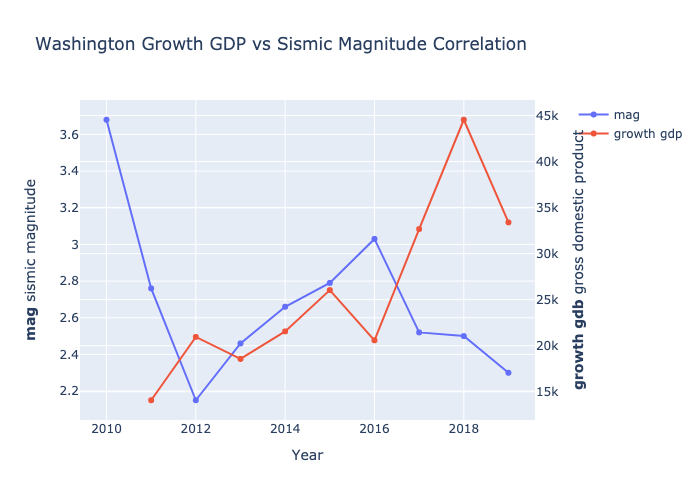 Washington Growth GDP vs Sismic Magnitude Correlation
mag
growth gdp
3.6
3.4
3.2
3
2.8
2.6
2.4
2.2
mag sismic magnitude
45k
40k
35k
30k
25k
20k
15k
growth gdb gross domestic product
2010
2012
2014
2016
2018
Year